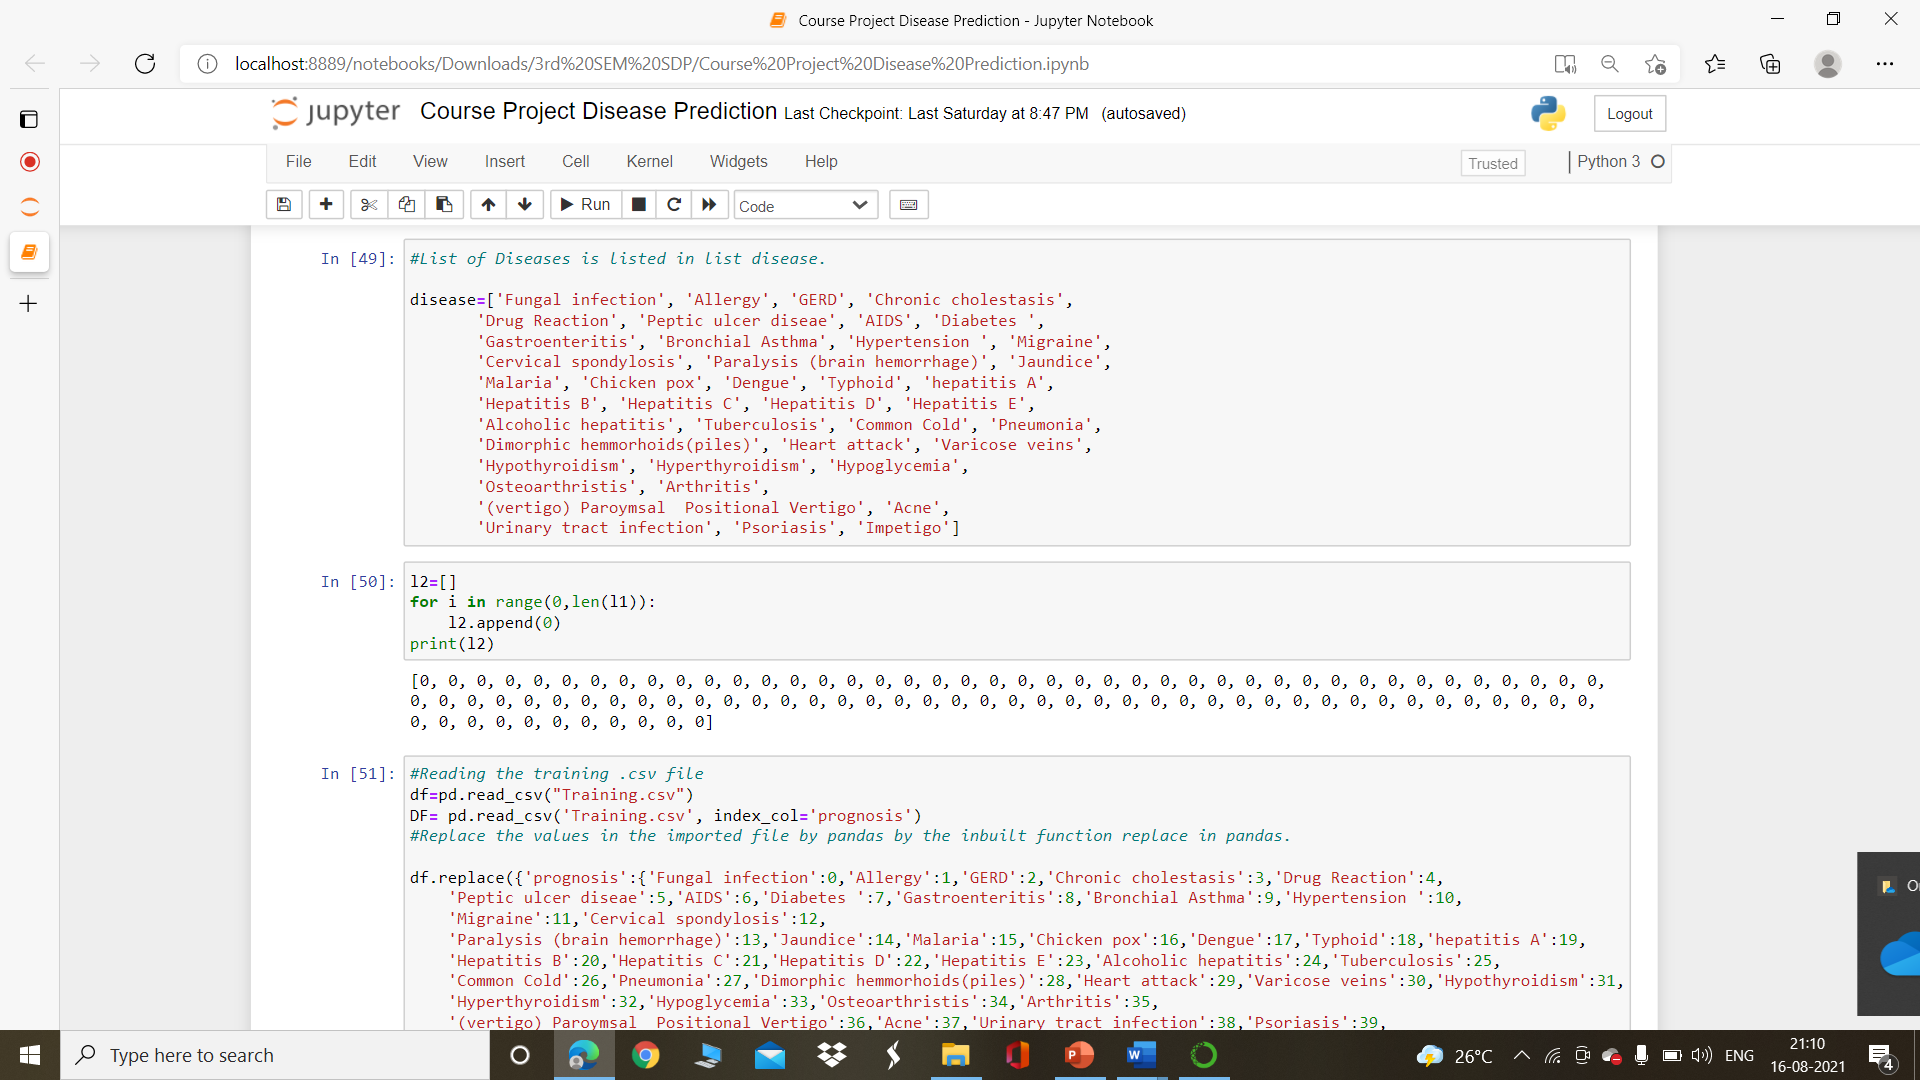 Course Project Disease Prediction - Jupyter Notebook
localhost:8889/notebooks/Downloads/3rd%20SEM%20SDP/Course%20Project%20Disease%20Prediction.ipynb
jupyter Course Project Disease Prediction Last Checkpoint: Last Saturday at 8:47 PM (autosaved)
Logout
File Edit View Insert Cell Kernel Widgets Help
Trusted
Python 3
Run
Code
In [49]: #List of Diseases is listed in list disease.
disease=['Fungal infection', 'Allergy', 'GERD', 'Chronic cholestasis',
'Drug Reaction', 'Peptic ulcer diseae', 'AIDS', 'Diabetes ',
'Gastroenteritis', 'Bronchial Asthma', 'Hypertension ', 'Migraine',
'Cervical spondylosis', 'Paralysis (brain hemorrhage)', 'Jaundice',
'Malaria', 'Chicken pox', 'Dengue', 'Typhoid', 'hepatitis A',
'Hepatitis B', 'Hepatitis C', 'Hepatitis D', 'Hepatitis E',
'Alcoholic hepatitis', 'Tuberculosis', 'Common Cold', 'Pneumonia',
'Dimorphic hemmorhoids(piles)', 'Heart attack', 'Varicose veins',
'Hypothyroidism', 'Hyperthyroidism', 'Hypoglycemia',
'Osteoarthristis', 'Arthritis',
'(vertigo) Paroymsal  Positional Vertigo', 'Acne',
'Urinary tract infection', 'Psoriasis', 'Impetigo']
In [50]: l2=[]
for i in range(0,len(l1)):
l2.append(0)
print(l2)
[0, 0, 0, 0, 0, 0, 0, 0, 0, 0, 0, 0, 0, 0, 0, 0, 0, 0, 0, 0, 0, 0, 0, 0, 0, 0, 0, 0, 0, 0, 0, 0, 0, 0, 0, 0, 0, 0, 0, 0, 0, 0,
0, 0, 0, 0, 0, 0, 0, 0, 0, 0, 0, 0, 0, 0, 0, 0, 0, 0, 0, 0, 0, 0, 0, 0, 0, 0, 0, 0, 0, 0, 0, 0, 0, 0, 0, 0, 0, 0, 0, 0, 0, 0,
0, 0, 0, 0, 0, 0, 0, 0, 0, 0, 0]
In [51]: #Reading the training .csv file
df=pd.read_csv("Training.csv")
DF= pd.read_csv('Training.csv', index_col='prognosis')
#Replace the values in the imported file by pandas by the inbuilt function replace in pandas.
df.replace({'prognosis':{'Fungal infection':0,'Allergy':1,'GERD':2,'Chronic cholestasis':3,'Drug Reaction':4,
'Peptic ulcer diseae':5,'AIDS':6,'Diabetes ':7,'Gastroenteritis':8,'Bronchial Asthma':9,'Hypertension ':10,
'Migraine':11,'Cervical spondylosis':12,
'Paralysis (brain hemorrhage)':13,'Jaundice':14,'Malaria':15,'Chicken pox':16,'Dengue':17,'Typhoid':18,'hepatitis A':19,
'Hepatitis B':20,'Hepatitis C':21,'Hepatitis D':22,'Hepatitis E':23,'Alcoholic hepatitis':24,'Tuberculosis':25,
'Common Cold':26,'Pneumonia':27,'Dimorphic hemmorhoids(piles)':28,'Heart attack':29,'Varicose veins':30,'Hypothyroidism':31,
'Hyperthyroidism':32,'Hypoglycemia':33,'Osteoarthristis':34,'Arthritis':35,
'(vertigo) Paroymsal  Positional Vertigo':36,'Acne':37,'Urinary tract infection':38,'Psoriasis':39,
Type here to search
26°C
ENG
21:10
16-08-2021
4